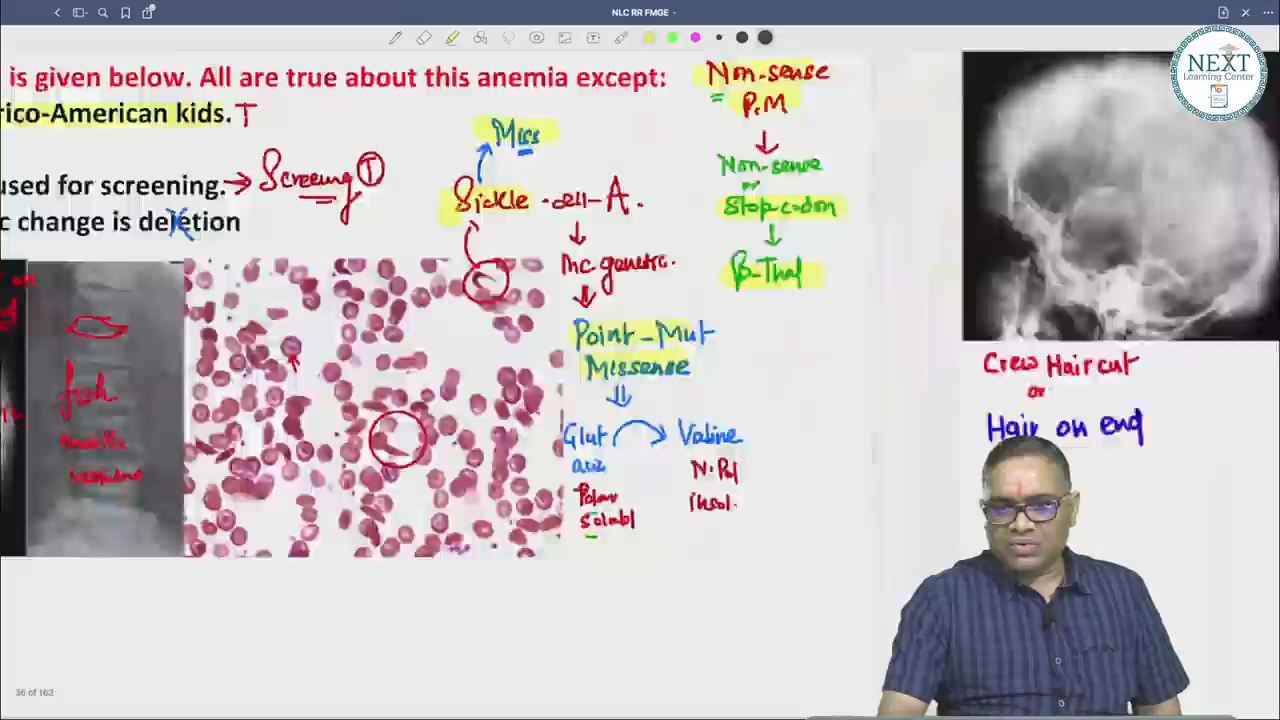 NLC RR FMGE
NEXT
Learning Center
is given below. All are true about this anemia except:
rico-American kids. T
used for screening. → Screening T
c change is deletion
Miss
Sickle-cell-A.
mc genetic.
Point-Mut
Missense
Glut
Valine
Polar
N.Pol
insol.
Non-sense
P.M
Non-sense
Stop codon
β-Thal
fish
Crew Haircut
or
Hair on end
36 of 163